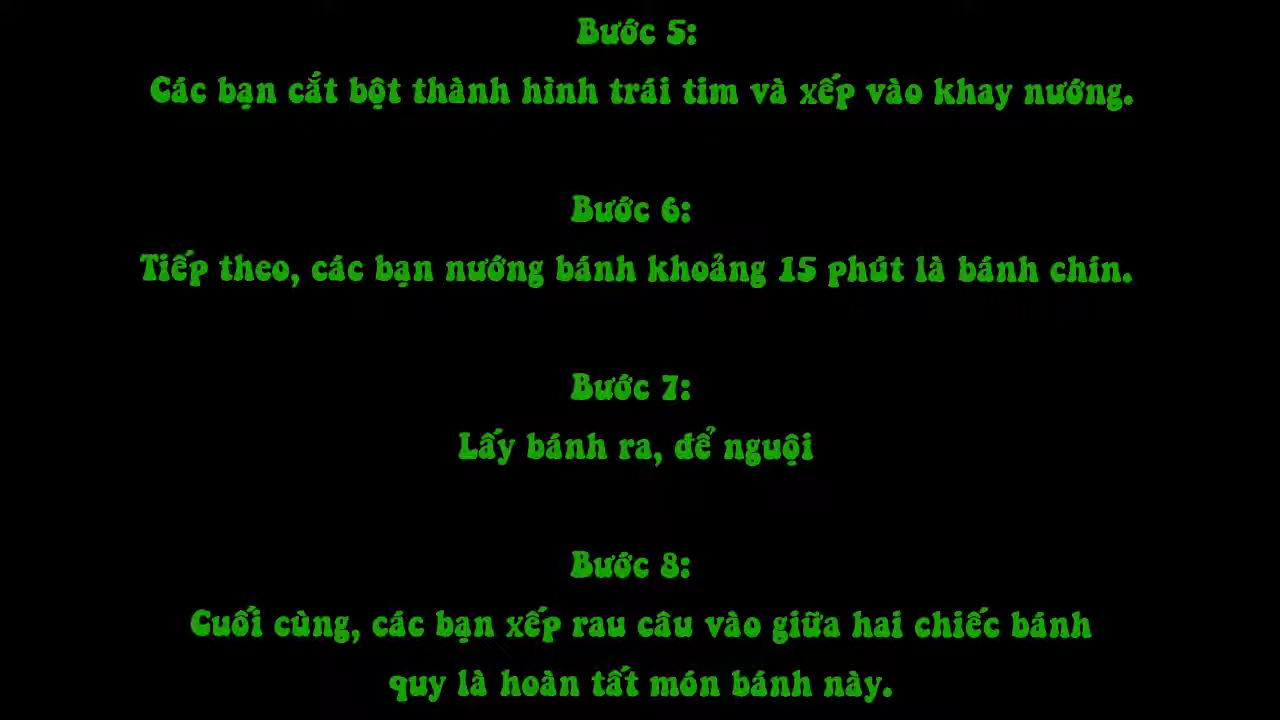 Bước 5:
Các bạn cắt bột thành hình trái tim và xếp vào khay nướng.
Bước 6:
Tiếp theo, các bạn nướng bánh khoảng 15 phút là bánh chín.
Bước 7:
Lấy bánh ra, để nguội
Bước 8:
Cuối cùng, các bạn xếp rau câu vào giữa hai chiếc bánh
quy là hoàn tất món bánh này.